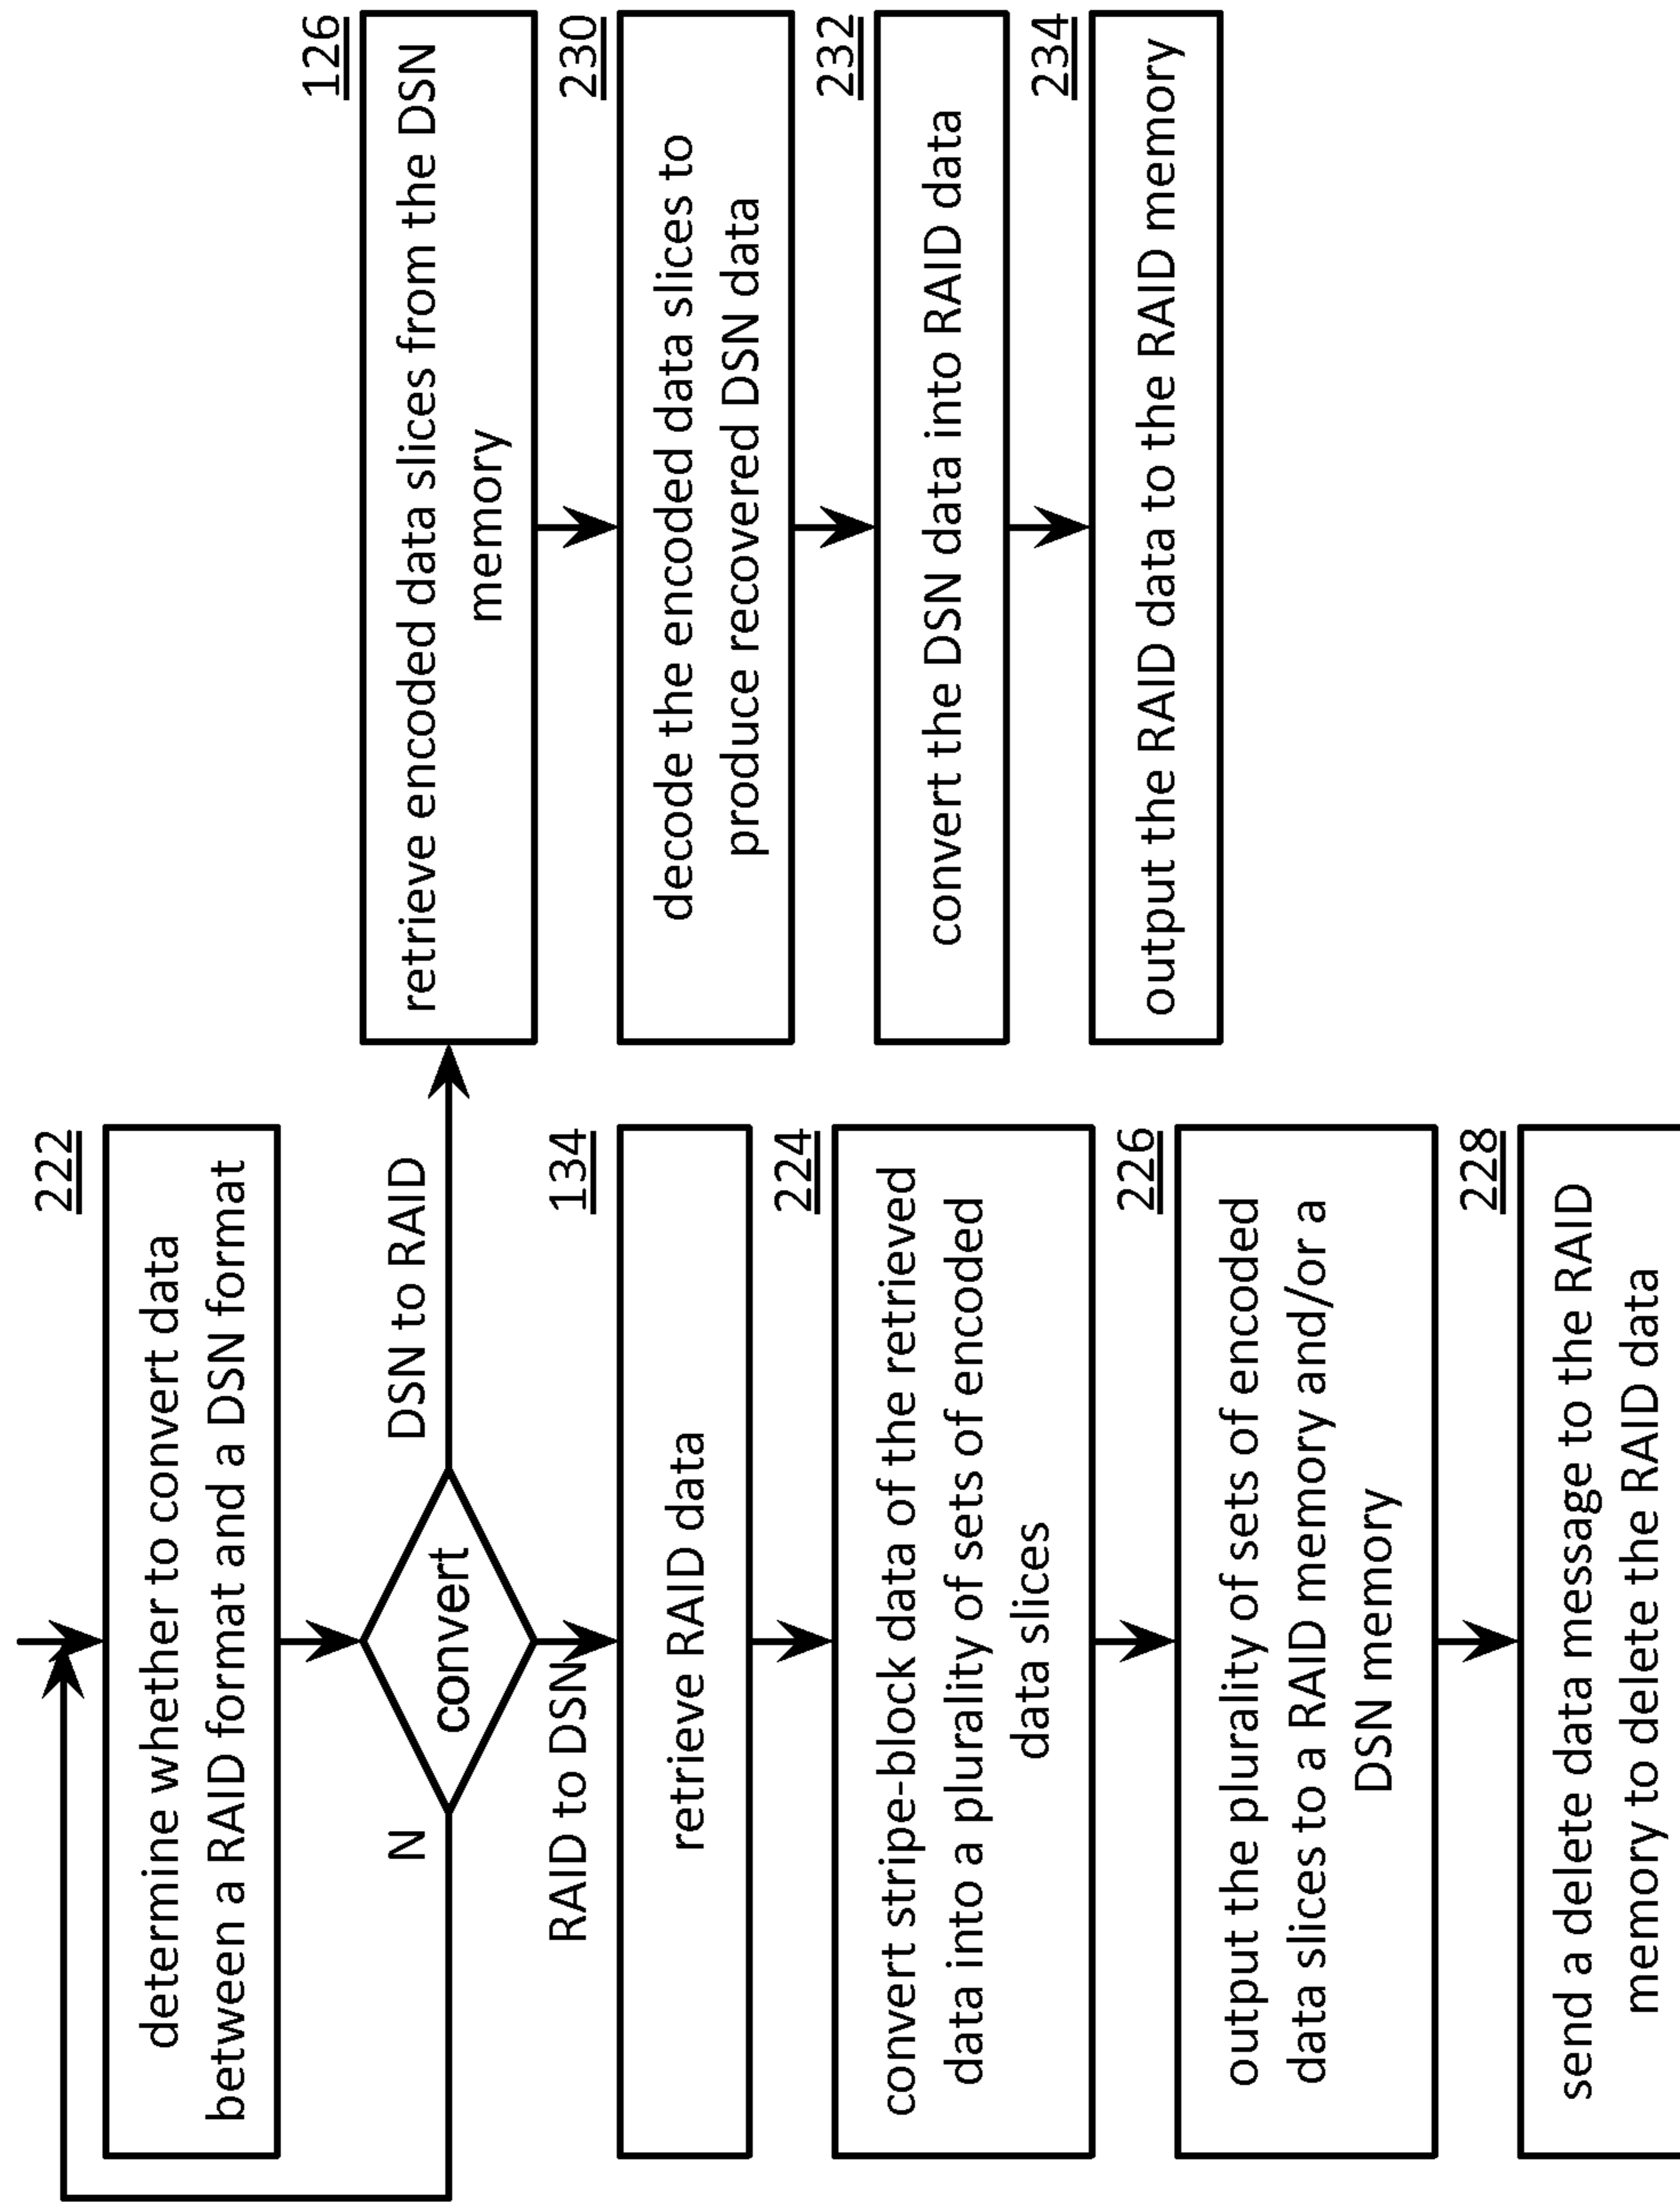 222
determine whether to convert data
between a RAID format and a DSN format
convert
N
DSN to RAID
RAID to DSN
134
retrieve RAID data
224
convert stripe-block data of the retrieved
data into a plurality of sets of encoded
data slices
226
output the plurality of sets of encoded
data slices to a RAID memory and/or a
DSN memory
228
send a delete data message to the RAID
memory to delete the RAID data
126
retrieve encoded data slices from the DSN
memory
230
decode the encoded data slices to
produce recovered DSN data
232
convert the DSN data into RAID data
234
output the RAID data to the RAID memory